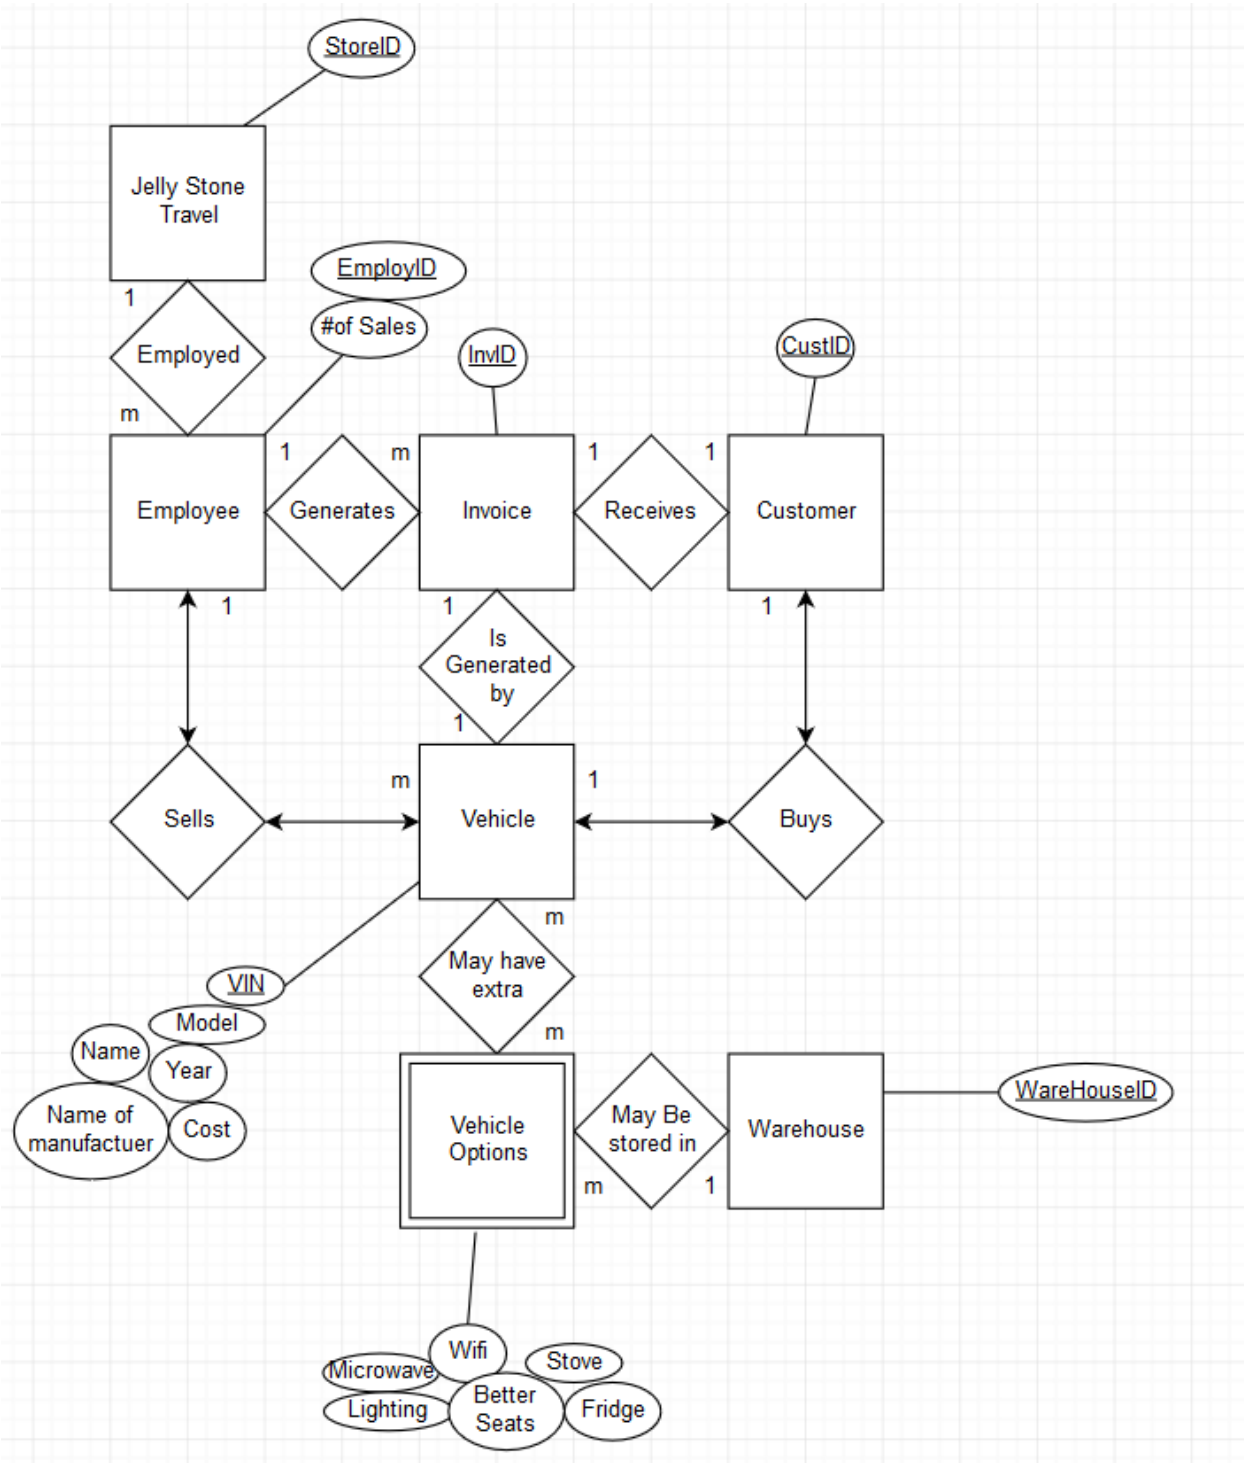 StoreID
Jelly Stone
Travel
1
Employed
m
EmployID
#of Sales
InvID
CustID
Employee
1
Generates
m
Invoice
1
Receives
1
Customer
1
1
1
Is
Generated
by
1
Sells
m
Vehicle
1
Buys
m
May have
extra
m
VIN
Model
Name
Year
Name of
manufactuer
Cost
Vehicle
Options
May Be
stored in
m
1
Warehouse
WareHouseID
Wifi
Microwave
Stove
Lighting
Better
Seats
Fridge